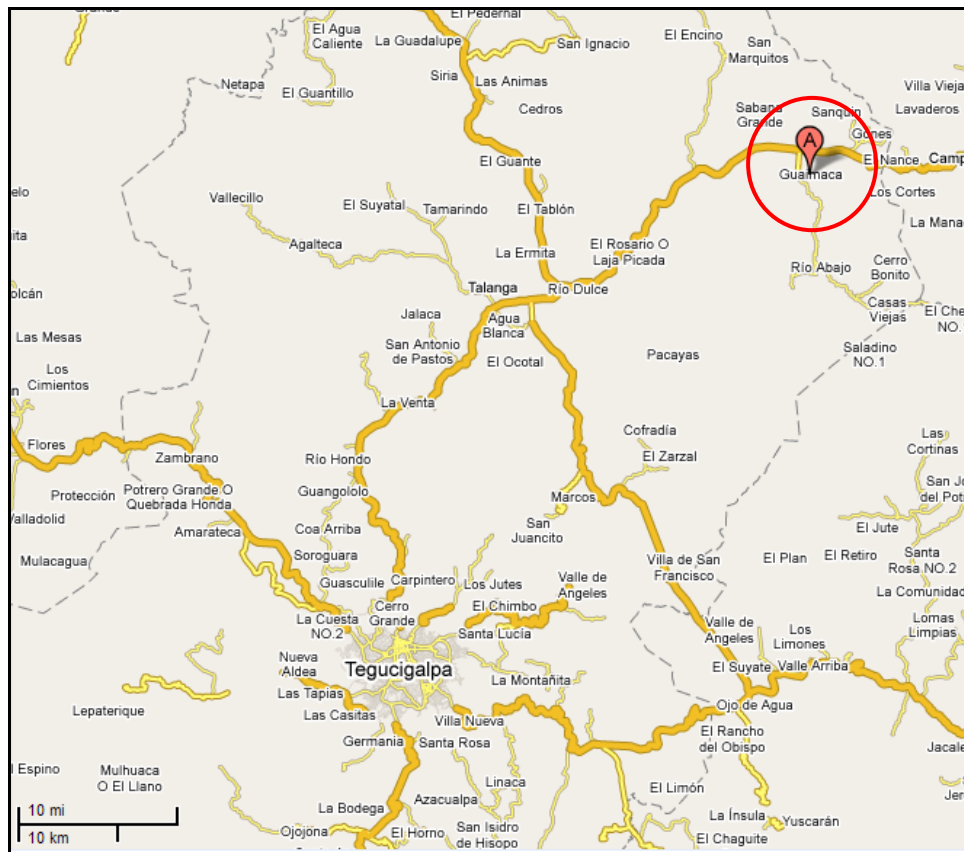 El Pedernal
El Agua
Caliente
La Guadalupe
San Ignacio
El Encino
San
Marquitos
Siria
Las Animas
Netapa
El Guantillo
Cedros
Villa Vieja
Lavaderos
Sabana
Grande
Sanquin
Gones
A
El Guante
El Nance
Camp
Guaimaca
Los Cortes
Vallecillo
El Suyatal
Tamarindo
El Tablón
La Mana
Agalteca
La Ermita
El Rosario O
Laja Picada
Río Abajo
Cerro
Bonito
olcán
Talanga
Río Dulce
Casas
Viejas
El Che
NO.
Jalaca
Agua
Blanca
Las Mesas
San Antonio
de Pastos
El Ocotal
Pacayas
Saladino
NO.1
Los
Cimientos
La Venta
Cofradía
Las
Cortinas
Flores
Zambrano
Río Hondo
El Zarzal
Protección
Potrero Grande O
Quebrada Honda
Guangololo
Marcos
San Jo
del Pot
Valladolid
Amarateca
Coa Arriba
San
Juancito
El Jute
Mulacagua
Soroguara
Villa de San
Francisco
El Plan
El Retiro
Santa
Rosa NO.2
Guasculile
Carpintero
Los Jutes
Valle de
Angeles
La Comunidad
La Cuesta
NO.2
Cerro
Grande
El Chimbo
Santa Lucía
Valle de
Angeles
Los
Limones
Lomas
Limpias
Nueva
Aldea
Tegucigalpa
El Suyate
Valle Arriba
Las Tapias
La Montañita
Lepaterique
Las Casitas
Villa Nueva
Ojo de Agua
Germania
Santa Rosa
El Rancho
del Obispo
Jacale
l Espino
Mulhuaca
O El Llano
Linaca
El Limón
La Bodega
Azacualpa
La Ínsula
Yuscarán
Ojojona
El Horno
San Isidro
de Hisopo
El Chaguite
10 mi
10 km